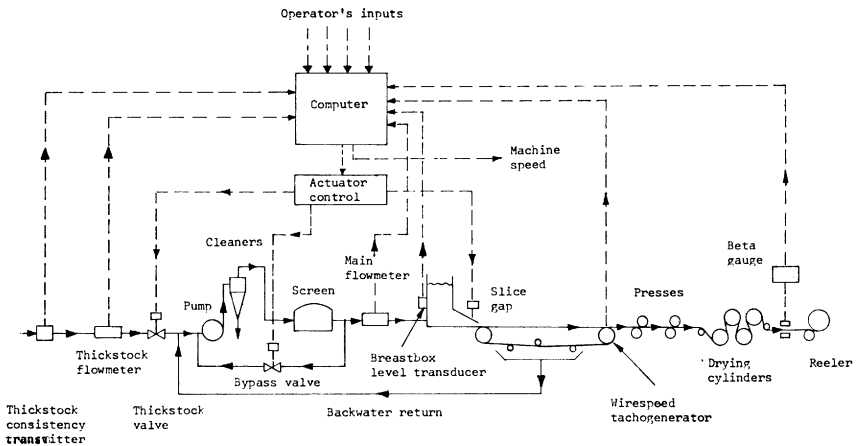 Operator's inputs
Computer
Machine
speed
Actuator
control
Cleaners
Main
flowmeter
Beta
gauge
Slice
gap
Screen
Presses
Pump
Breastbox
level transducer
Thickstock
flowmeter
Bypass valve
Drying
cylinders
Reeler
Wirespeed
tachogenerator
Thickstock
consistency
transmitter
Thickstock
valve
Backwater return